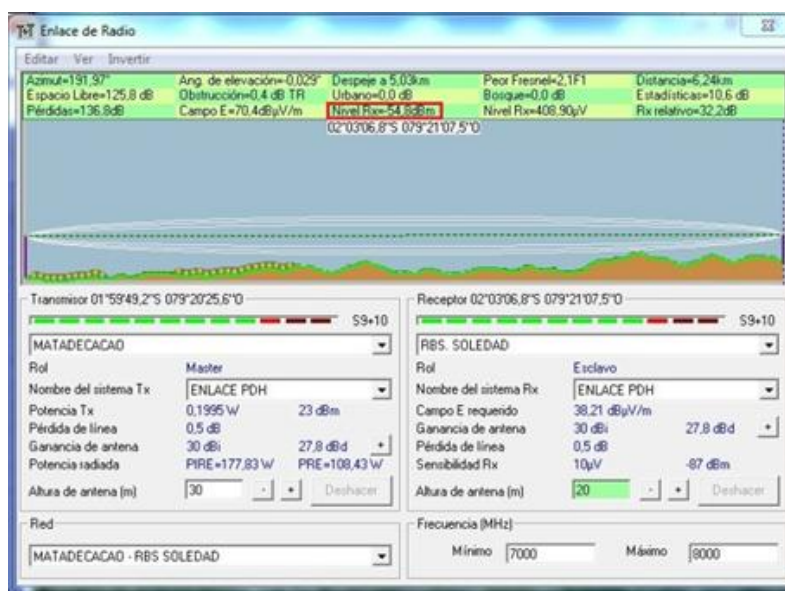 Enlace de Radio
Editar Ver Invertir
Azimut=191,97° Ang. de elevación=-0,029° Despeje a 5,03km Peor Fresnel=2,1F1 Distancia=6,24km
Espacio Libre=125,8 dB Obstrucción=0,4 dB TR Urbano=0,0 dB Bosque=0,0 dB Estadísticas=10,6 dB
Pérdidas=136,8dB Campo E=70,4dBµV/m Nivel Rx=-54,8dBm Nivel Rx=408,90µV Rx relativo=32,2dB
02°03'06,8"S 079°21'07,5"O
Transmisor 01°59'49,2"S 079°20'25,6"O
S9+10
MATADECACAO
Rol Master
Nombre del sistema Tx ENLACE PDH
Potencia Tx 0,1995 W 23 dBm
Pérdida de línea 0,5 dB
Ganancia de antena 30 dBi 27,8 dBd +
Potencia radiada PIRE=177,83 W PRE=108,43 W
Altura de antena (m) 30 - + Deshacer
Red
MATADECACAO - RBS SOLEDAD
Receptor 02°03'06,8"S 079°21'07,5"O
S9+10
RBS. SOLEDAD
Rol Esclavo
Nombre del sistema Rx ENLACE PDH
Campo E requerido 38,21 dBµV/m
Ganancia de antena 30 dBi 27,8 dBd +
Pérdida de línea 0,5 dB
Sensibilidad Rx 10µV -87 dBm
Altura de antena (m) 20 - + Deshacer
Frecuencia (MHz)
Mínimo 7000 Máximo 8000